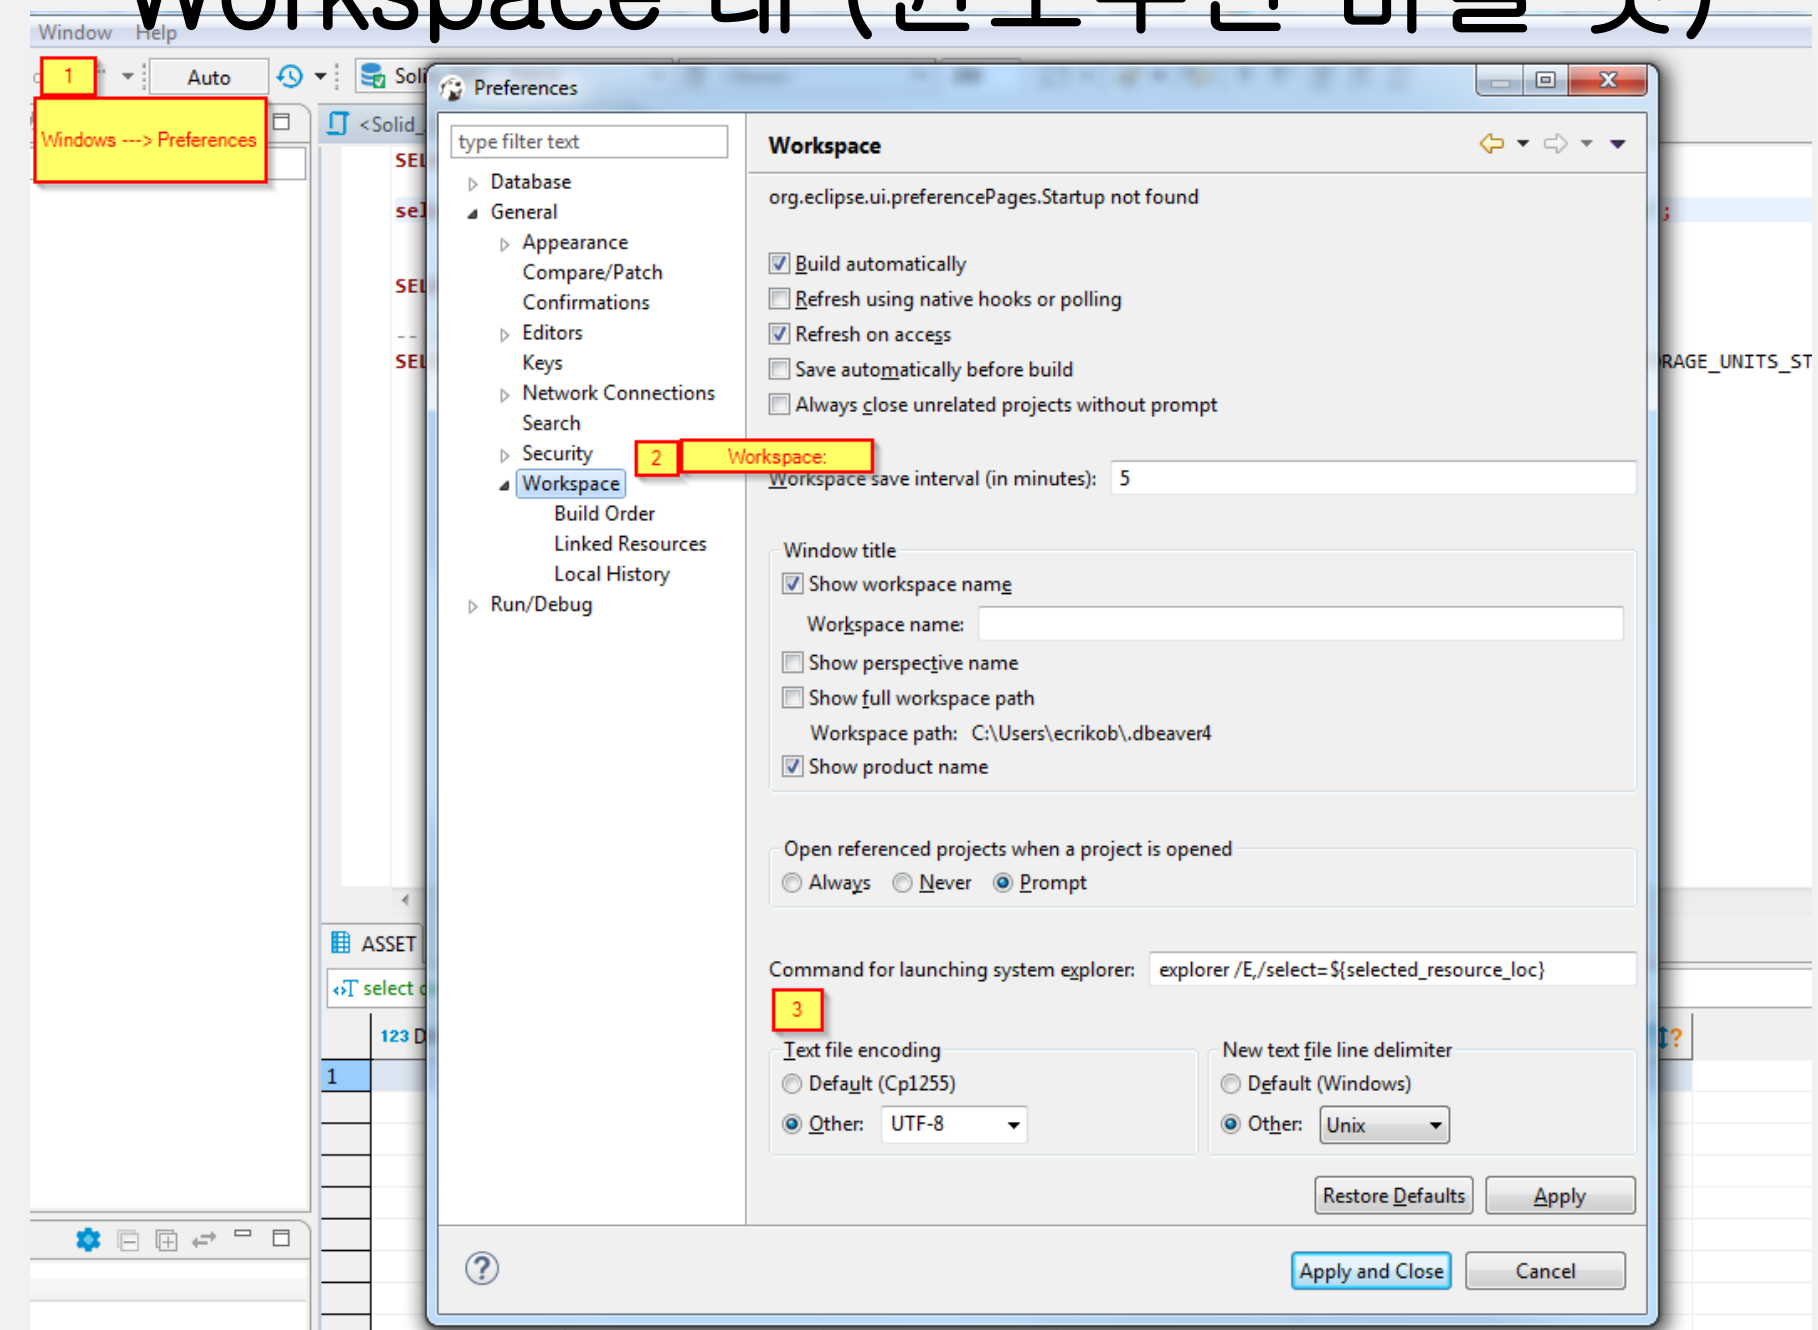 Workspace
Window Help
1
Auto
Soli
Windows ---> Preferences
<Solid_
SEL
sel
;
SEL
--
SEL
RAGE_UNITS_ST
Preferences
type filter text
Database
General
Appearance
Compare/Patch
Confirmations
Editors
Keys
Network Connections
Search
Security
Workspace
Build Order
Linked Resources
Local History
Run/Debug
2
Workspace:
Workspace
org.eclipse.ui.preferencePages.Startup not found
Build automatically
Refresh using native hooks or polling
Refresh on access
Save automatically before build
Always close unrelated projects without prompt
Workspace save interval (in minutes): 5
Window title
Show workspace name
Workspace name:
Show perspective name
Show full workspace path
Workspace path: C:\Users\ecrikob\.dbeaver4
Show product name
Open referenced projects when a project is opened
Always Never Prompt
Command for launching system explorer: explorer /E,/select=${selected_resource_loc}
3
Text file encoding
Default (Cp1255)
Other: UTF-8
New text file line delimiter
Default (Windows)
Other: Unix
Restore Defaults Apply
Apply and Close Cancel
ASSET
select
123 D
1